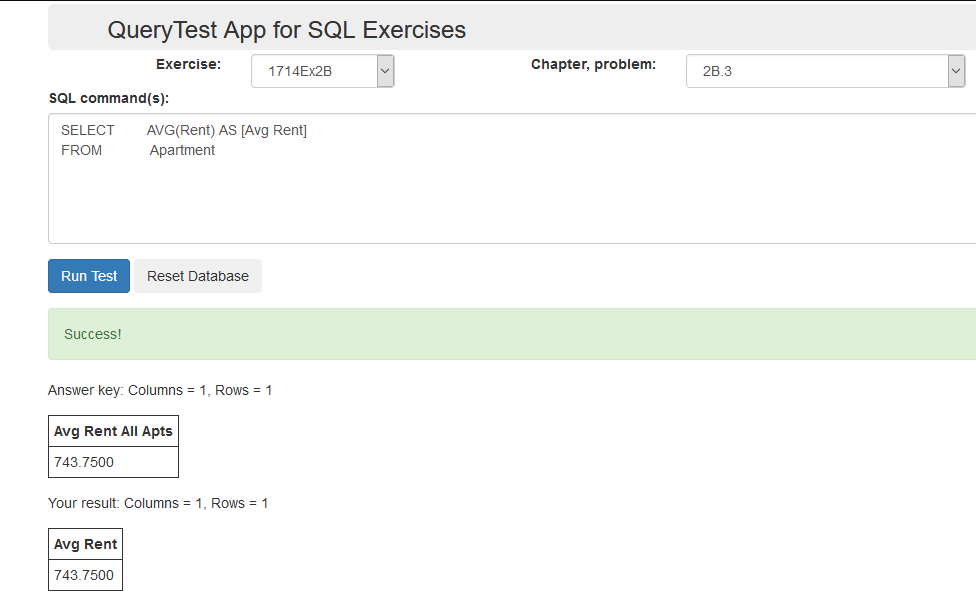 QueryTest App for SQL Exercises
Exercise: 1714Ex2B Chapter, problem: 2B.3
SQL command(s):
SELECT AVG(Rent) AS [Avg Rent]
FROM Apartment
Run Test Reset Database
Success!
Answer key: Columns = 1, Rows = 1
Avg Rent All Apts
743.7500
Your result: Columns = 1, Rows = 1
Avg Rent
743.7500